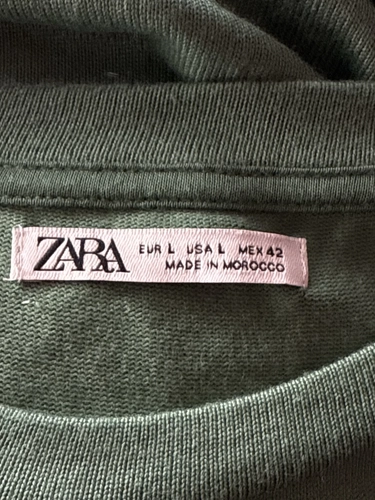 ZARA
EUR L USA L MEX 42
MADE IN MOROCCO